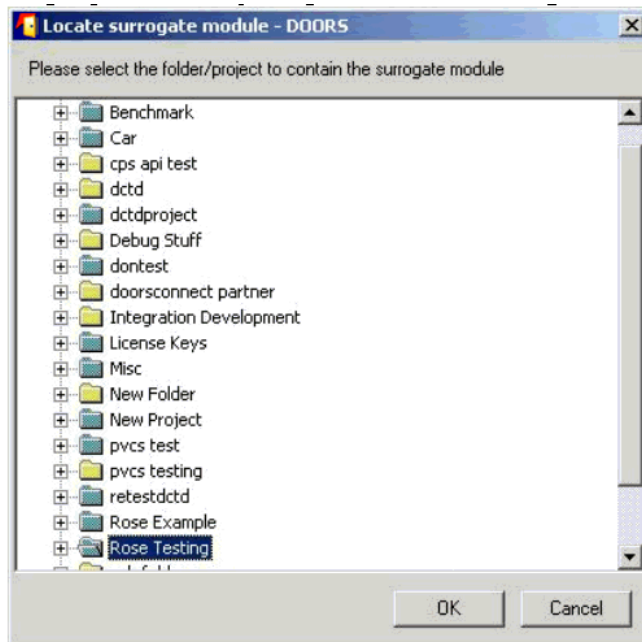 Locate surrogate module - DOORS
Please select the folder/project to contain the surrogate module
Benchmark
Car
cps api test
dctd
dctdproject
Debug Stuff
dontest
doorsconnect partner
Integration Development
License Keys
Misc
New Folder
New Project
pvcs test
pvcs testing
retestdctd
Rose Example
Rose Testing
OK Cancel